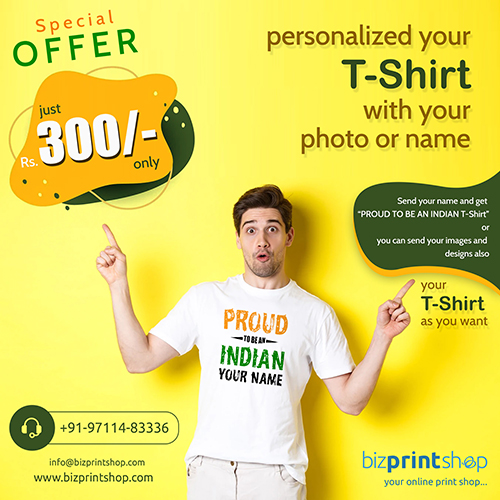 Special
OFFER
just
Rs. 300/-
only
personalized your
T-Shirt
with your
photo or name
Send your name and get
"PROUD TO BE AN INDIAN T-Shirt"
or
you can send your images and
designs also
your
T-Shirt
as you want
PROUD
TO BE AN
INDIAN
YOUR NAME
+91-97114-83336
info@bizprintshop.com
www.bizprintshop.com
bizprintshop
your online print shop...